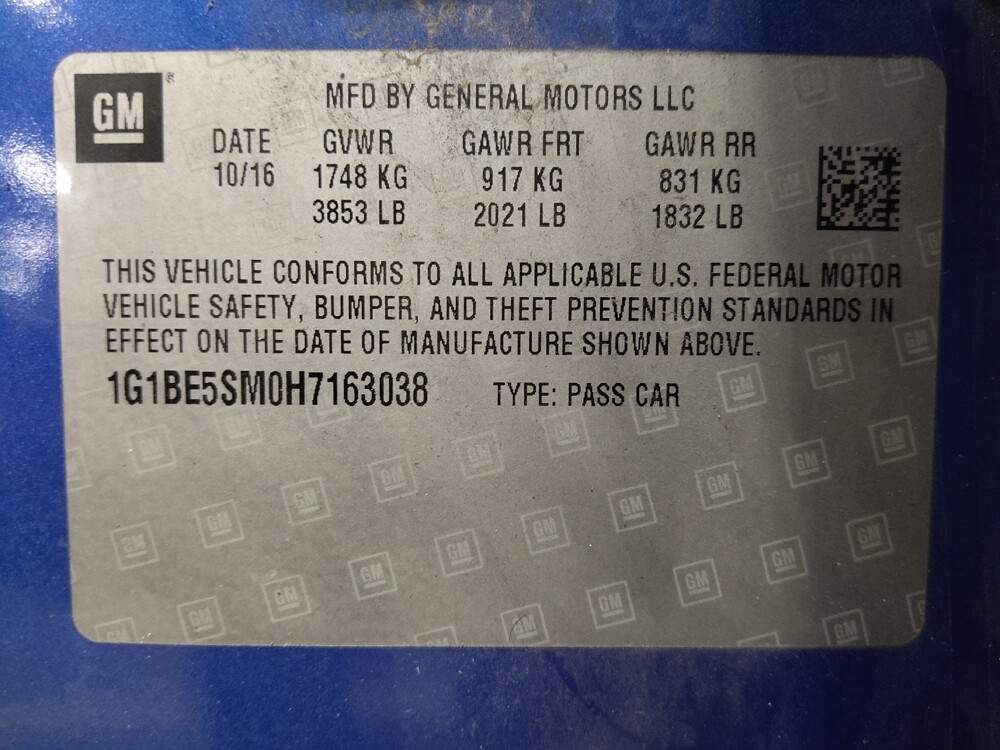 GM ®
MFD BY GENERAL MOTORS LLC
DATE GVWR GAWR FRT GAWR RR
10/16 1748 KG 917 KG 831 KG
3853 LB 2021 LB 1832 LB
THIS VEHICLE CONFORMS TO ALL APPLICABLE U.S. FEDERAL MOTOR
VEHICLE SAFETY, BUMPER, AND THEFT PREVENTION STANDARDS IN
EFFECT ON THE DATE OF MANUFACTURE SHOWN ABOVE.
1G1BE5SM0H7163038 TYPE: PASS CAR